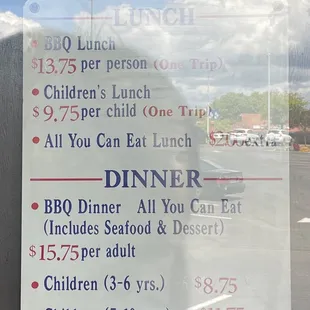 LUNCH
• BBQ Lunch
$13.75 per person (One Trip)
• Children's Lunch
$9.75 per child (One Trip)
• All You Can Eat Lunch extra
DINNER
• BBQ Dinner All You Can Eat
(Includes Seafood & Dessert)
$15.75 per adult
• Children (3-6 yrs.) $8.75